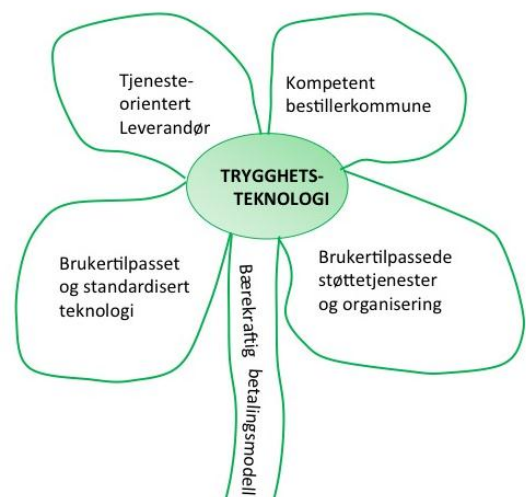 Tjeneste-
orientert
Leverandør
Kompetent
bestillerkommune
TRYGGHETS-
TEKNOLOGI
Brukertilpasset
og standardisert
teknologi
Brukertilpassede
støttetjenester
og organisering
Bærekraftig betalingsmodell